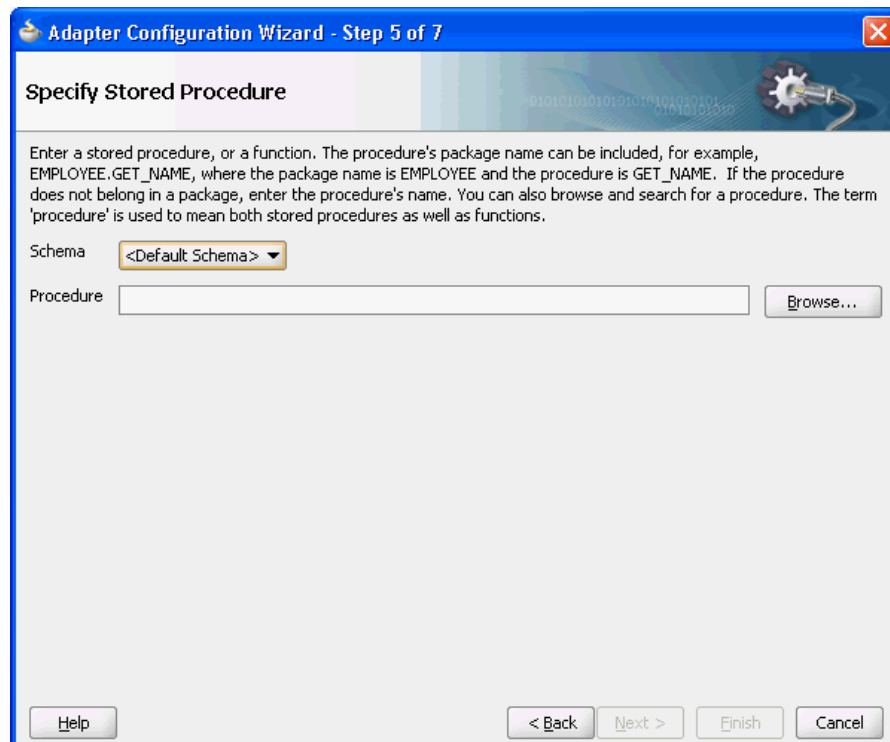 Adapter Configuration Wizard - Step 5 of 7
Specify Stored Procedure
Enter a stored procedure, or a function. The procedure's package name can be included, for example,
EMPLOYEE.GET_NAME, where the package name is EMPLOYEE and the procedure is GET_NAME. If the procedure
does not belong in a package, enter the procedure's name. You can also browse and search for a procedure. The term
'procedure' is used to mean both stored procedures as well as functions.
Schema <Default Schema>
Procedure Browse...
Help < Back Next > Finish Cancel